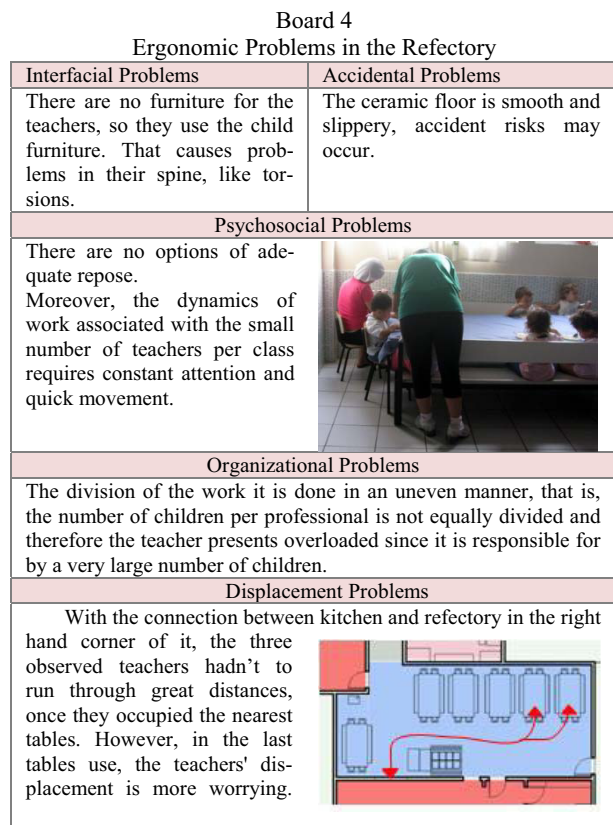 Board 4
Ergonomic Problems in the Refectory
Interfacial Problems
Accidental Problems
There are no furniture for the
teachers, so they use the child
furniture. That causes prob-
lems in their spine, like tor-
sions.
The ceramic floor is smooth and
slippery, accident risks may
occur.
Psychosocial Problems
There are no options of ade-
quate repose.
Moreover, the dynamics of
work associated with the small
number of teachers per class
requires constant attention and
quick movement.
Organizational Problems
The division of the work it is done in an uneven manner, that is,
the number of children per professional is not equally divided and
therefore the teacher presents overloaded since it is responsible for
by a very large number of children.
Displacement Problems
With the connection between kitchen and refectory in the right
hand corner of it, the three
observed teachers hadn't to
run through great distances,
once they occupied the nearest
tables. However, in the last
tables use, the teachers' dis-
placement is more worrying.